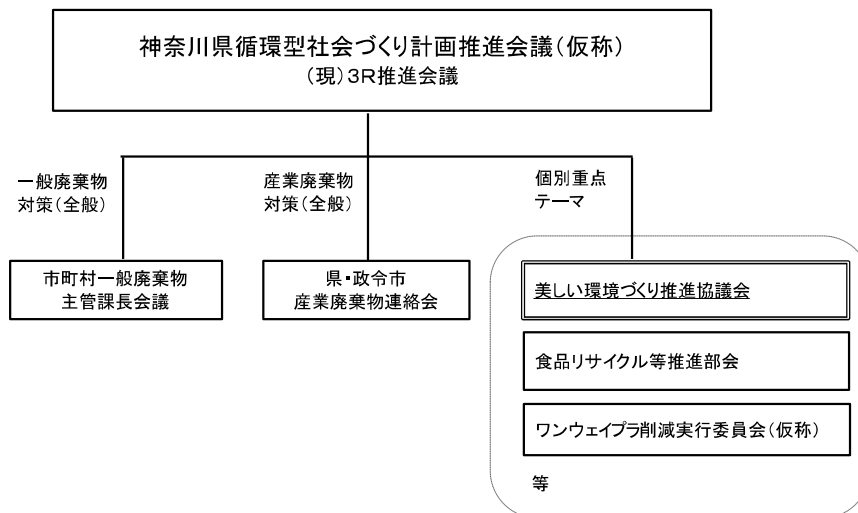 神奈川県循環型社会づくり計画推進会議（仮称）
（現）３Ｒ推進会議
一般廃棄物
対策（全般）
産業廃棄物
対策（全般）
個別重点
テーマ
市町村一般廃棄物
主管課長会議
県・政令市
産業廃棄物連絡会
美しい環境づくり推進協議会
食品リサイクル等推進部会
ワンウェイプラ削減実行委員会（仮称）
等